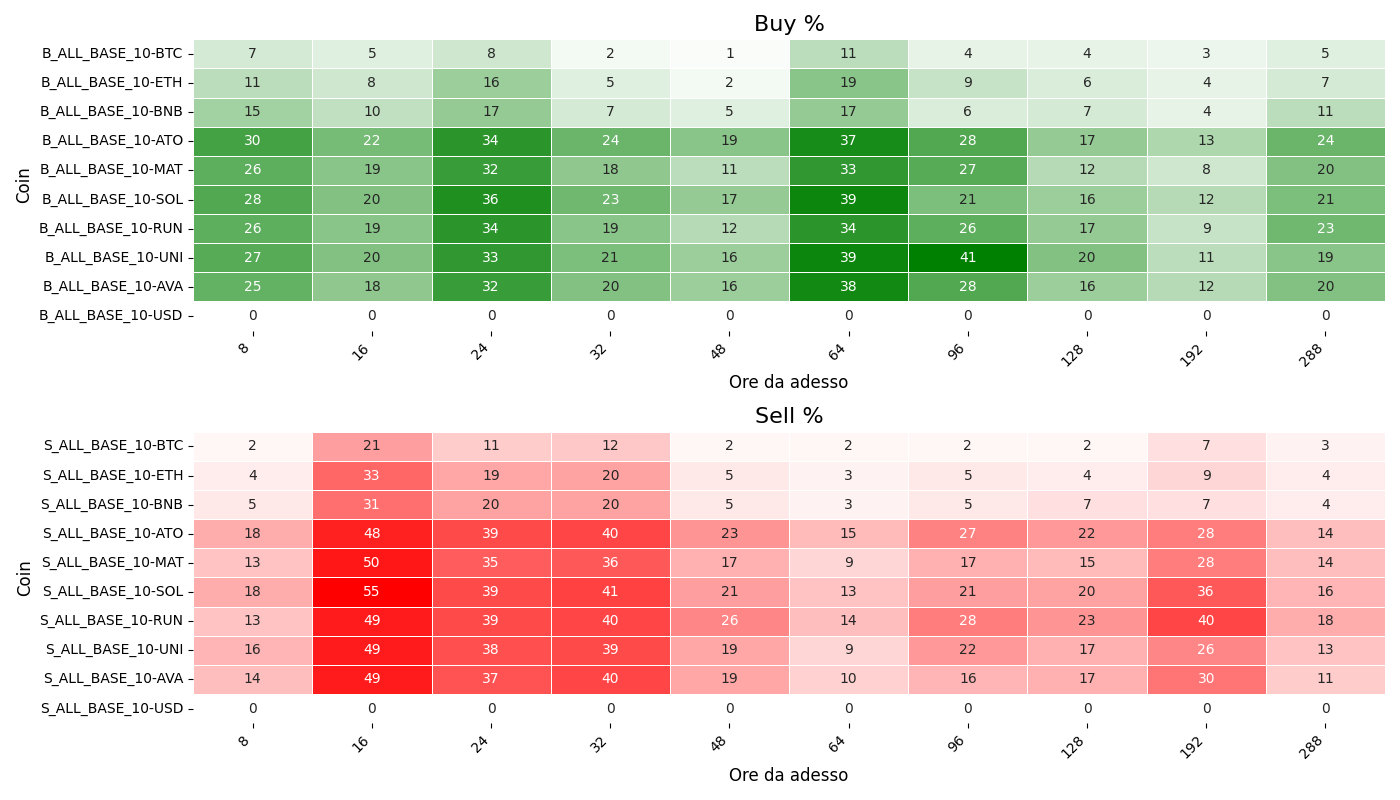 Buy %
Coin
B_ALL_BASE_10-BTC 7 5 8 2 1 11 4 4 3 5
B_ALL_BASE_10-ETH 11 8 16 5 2 19 9 6 4 7
B_ALL_BASE_10-BNB 15 10 17 7 5 17 6 7 4 11
B_ALL_BASE_10-ATO 30 22 34 24 19 37 28 17 13 24
B_ALL_BASE_10-MAT 26 19 32 18 11 33 27 12 8 20
B_ALL_BASE_10-SOL 28 20 36 23 17 39 21 16 12 21
B_ALL_BASE_10-RUN 26 19 34 19 12 34 26 17 9 23
B_ALL_BASE_10-UNI 27 20 33 21 16 39 41 20 11 19
B_ALL_BASE_10-AVA 25 18 32 20 16 38 28 16 12 20
B_ALL_BASE_10-USD 0 0 0 0 0 0 0 0 0 0
8 16 24 32 48 64 96 128 192 288
Ore da adesso
Sell %
Coin
S_ALL_BASE_10-BTC 2 21 11 12 2 2 2 2 7 3
S_ALL_BASE_10-ETH 4 33 19 20 5 3 5 4 9 4
S_ALL_BASE_10-BNB 5 31 20 20 5 3 5 7 7 4
S_ALL_BASE_10-ATO 18 48 39 40 23 15 27 22 28 14
S_ALL_BASE_10-MAT 13 50 35 36 17 9 17 15 28 14
S_ALL_BASE_10-SOL 18 55 39 41 21 13 21 20 36 16
S_ALL_BASE_10-RUN 13 49 39 40 26 14 28 23 40 18
S_ALL_BASE_10-UNI 16 49 38 39 19 9 22 17 26 13
S_ALL_BASE_10-AVA 14 49 37 40 19 10 16 17 30 11
S_ALL_BASE_10-USD 0 0 0 0 0 0 0 0 0 0
8 16 24 32 48 64 96 128 192 288
Ore da adesso